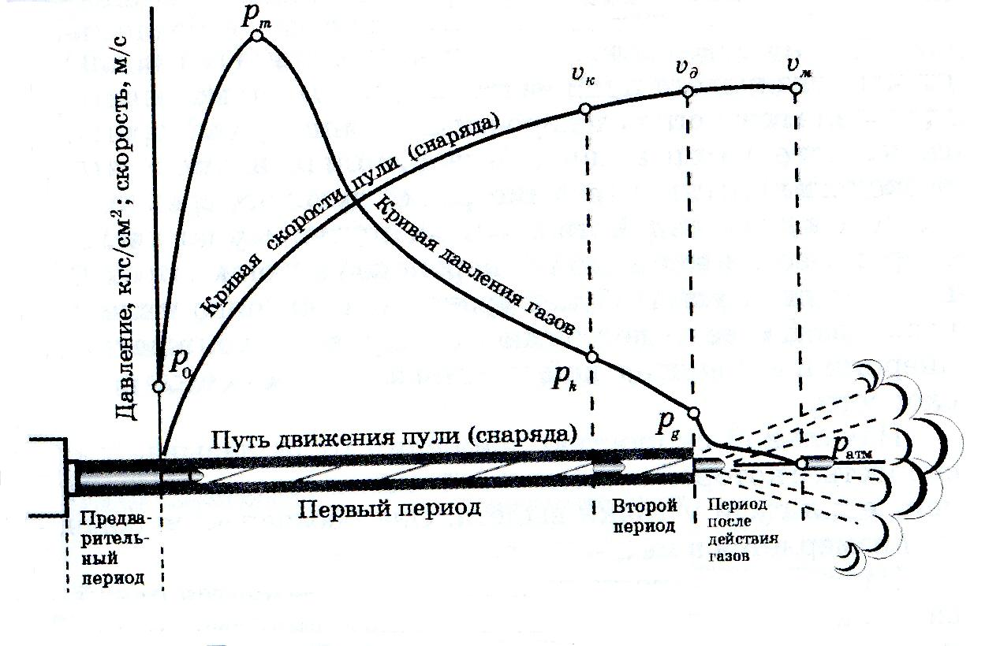 Давление, кгс/см²; скорость, м/с
pₘ
vк
vд
vм
Кривая скорости пули (снаряда)
Кривая давления газов
p₀
pk
pg
pатм
Путь движения пули (снаряда)
Первый период
Второй
период
Предва-
ритель-
ный
период
Период
после
действия
газов